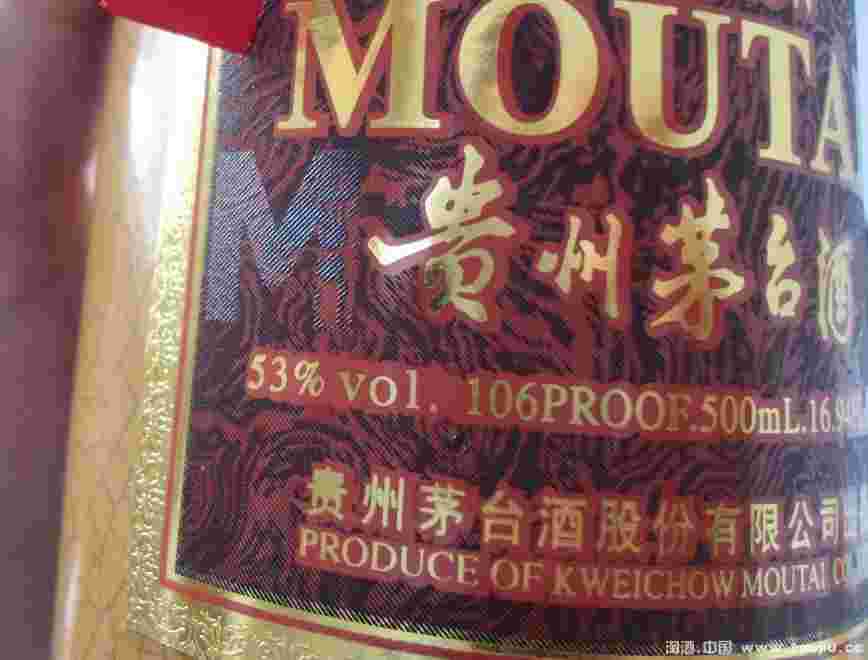 MOUTA
M
贵州茅台酒
53% vol. 106PROOF.500mL.16.9
贵州茅台酒股份有限公司
PRODUCE OF KWEICHOW MOUTAI CO
淘酒.中国